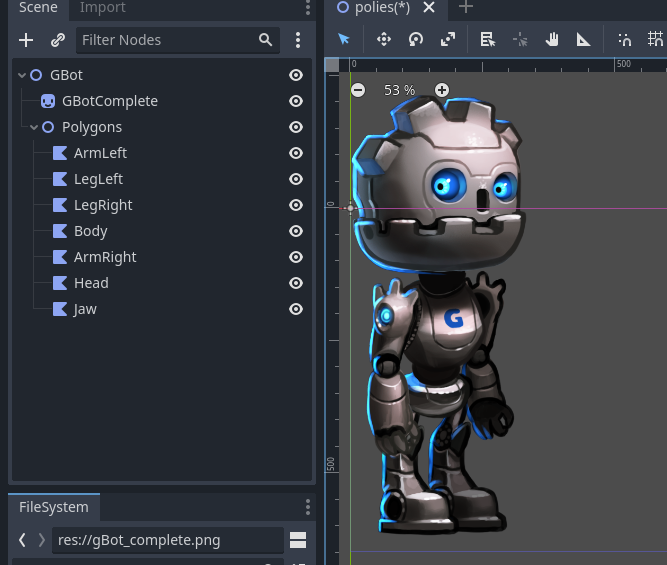 Scene Import
polies(*)
Filter Nodes
GBot
GBotComplete
Polygons
ArmLeft
LegLeft
LegRight
Body
ArmRight
Head
Jaw
FileSystem
res://gBot_complete.png
0 500
53 %
0
G
500